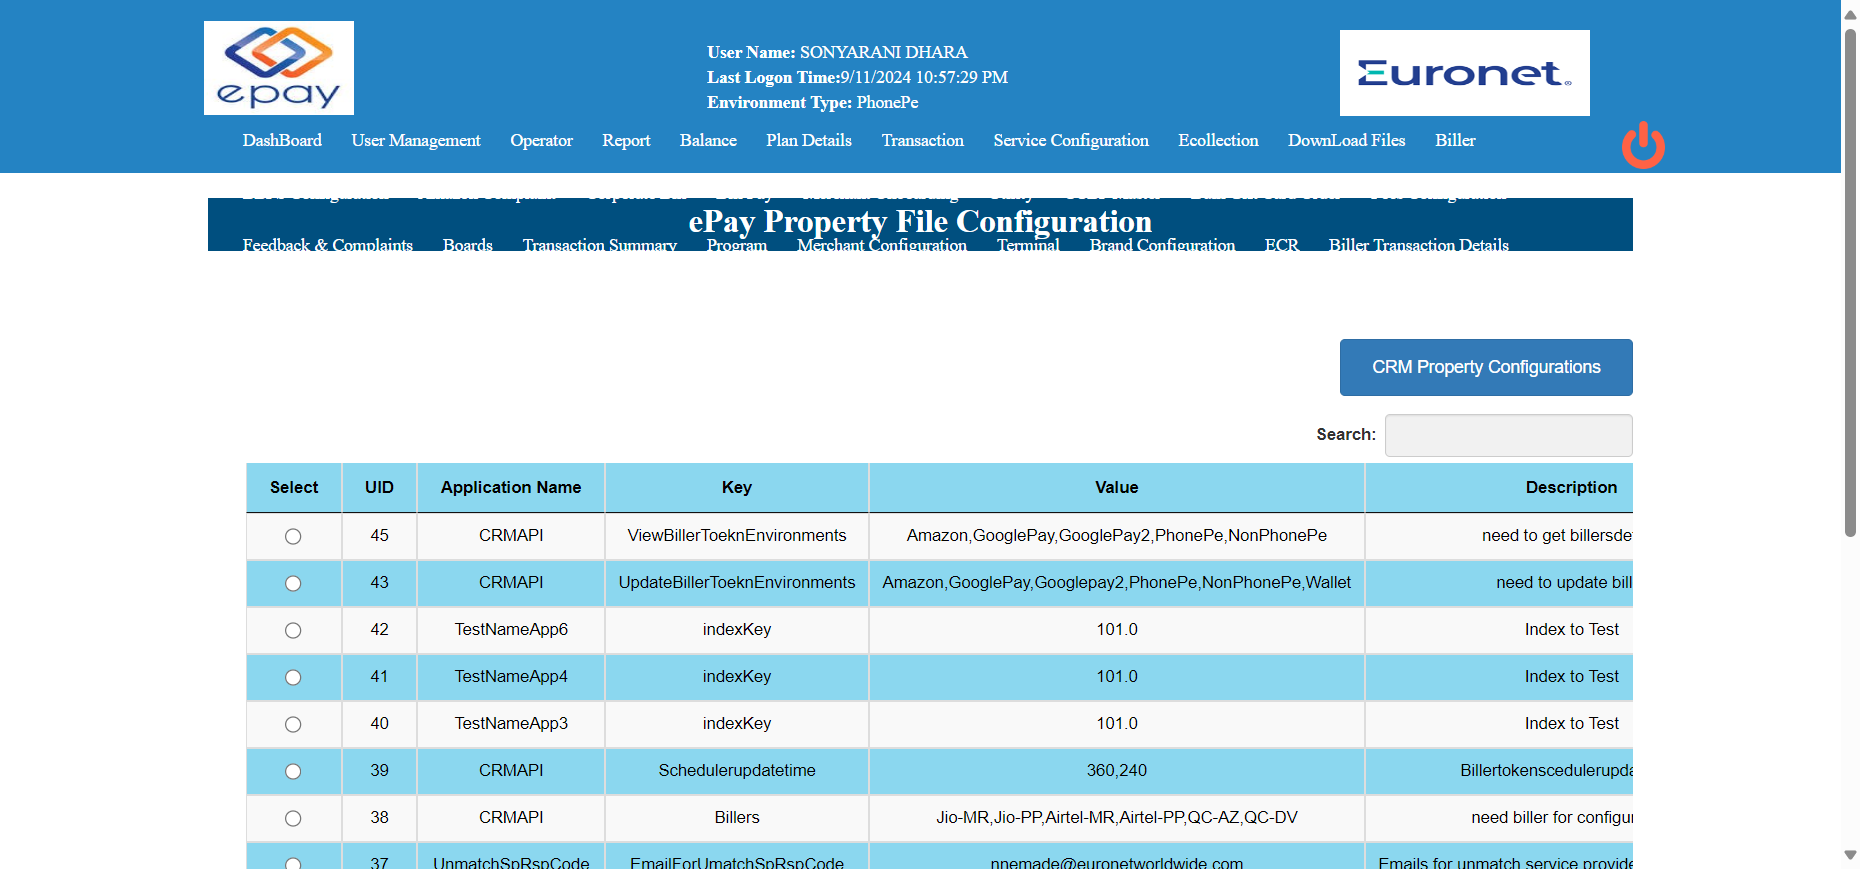 epay
User Name: SONYARANI DHARA
Last Logon Time:9/11/2024 10:57:29 PM
Environment Type: PhonePe
Euronet
DashBoard User Management Operator Report Balance Plan Details Transaction Service Configuration Ecollection DownLoad Files Biller
ePay Property File Configuration
Feedback & Complaints Boards Transaction Summary Program Merchant Configuration Terminal Brand Configuration ECR Biller Transaction Details
CRM Property Configurations
Search:
Select UID Application Name Key Value Description
45 CRMAPI ViewBillerToeknEnvironments Amazon,GooglePay,GooglePay2,PhonePe,NonPhonePe need to get billersde
43 CRMAPI UpdateBillerToeknEnvironments Amazon,GooglePay,Googlepay2,PhonePe,NonPhonePe,Wallet need to update bill
42 TestNameApp6 indexKey 101.0 Index to Test
41 TestNameApp4 indexKey 101.0 Index to Test
40 TestNameApp3 indexKey 101.0 Index to Test
39 CRMAPI Schedulerupdatetime 360,240 Billertokenscedulerupda
38 CRMAPI Billers Jio-MR,Jio-PP,Airtel-MR,Airtel-PP,QC-AZ,QC-DV need biller for configur
37 UnmatchSpRspCode EmailForUmatchSpRspCode nnemade@euronetworldwide.com Emails for unmatch service provide